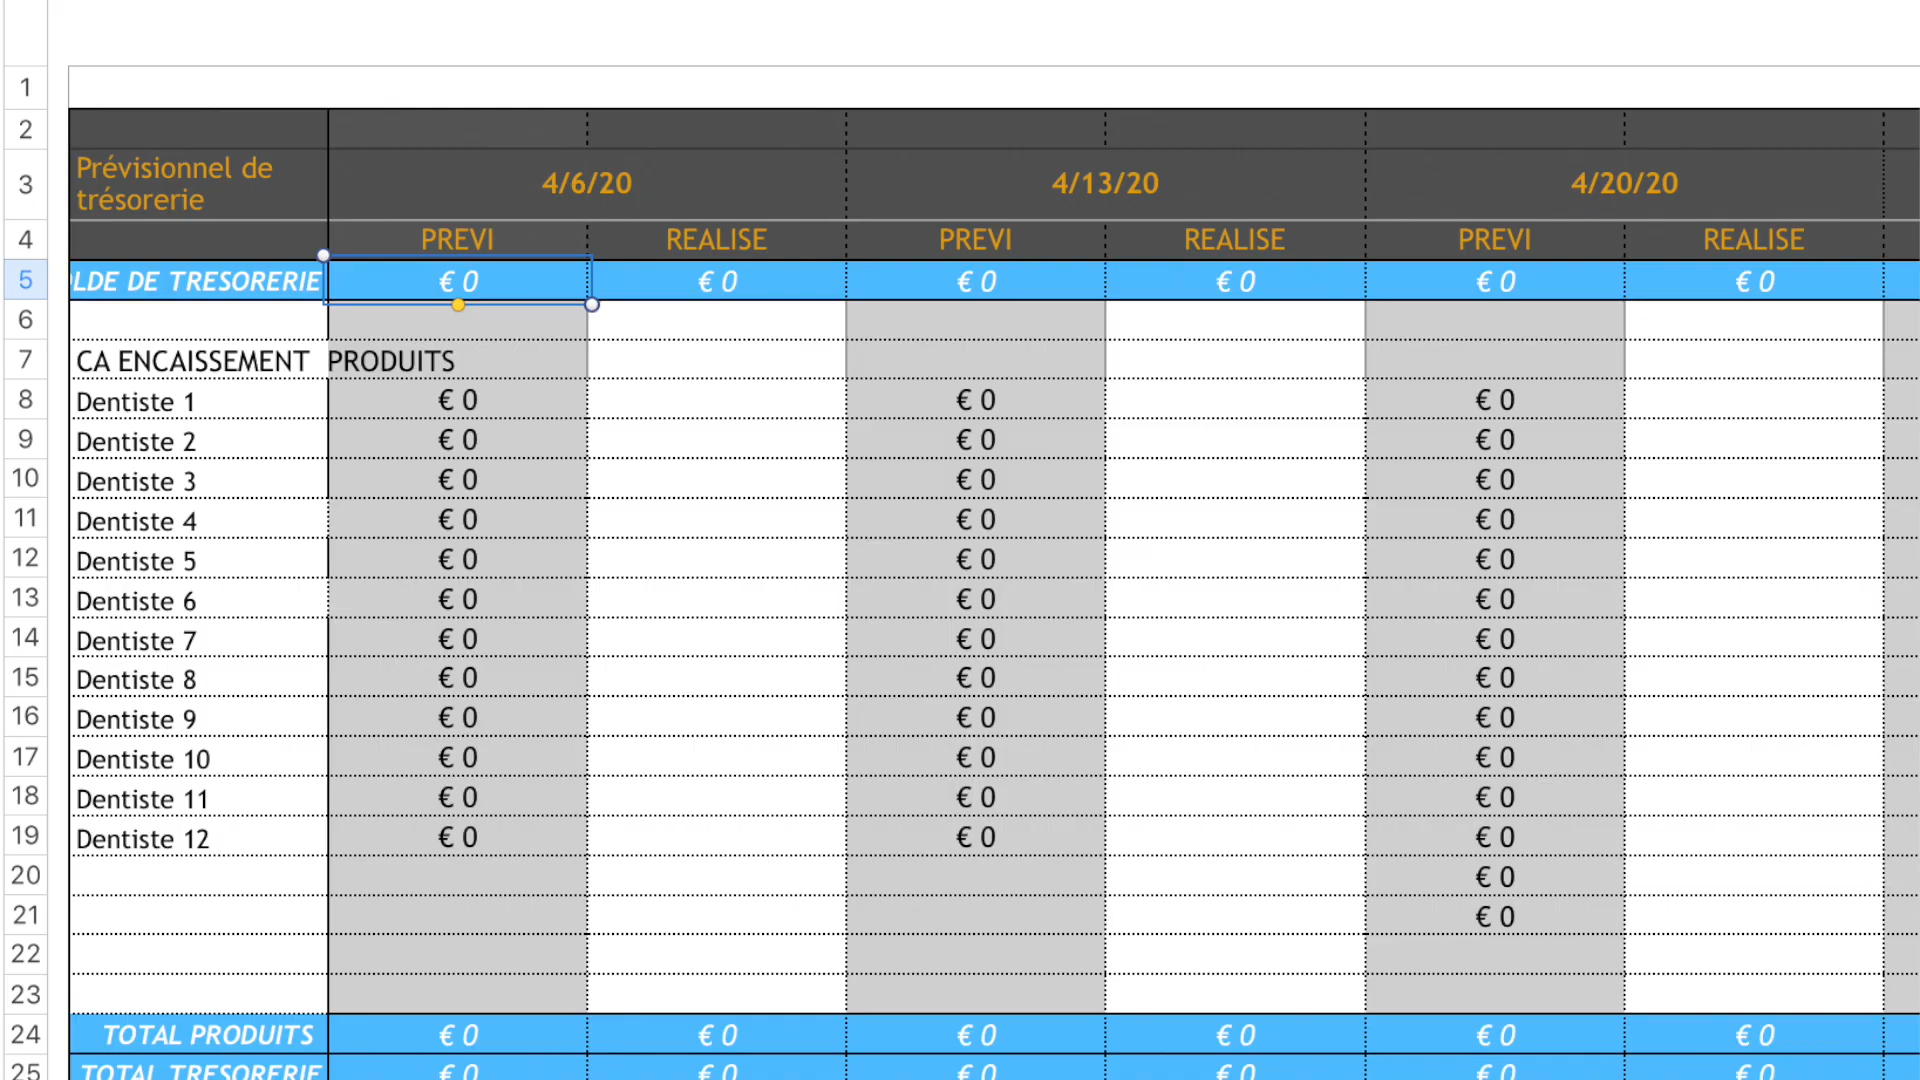 1
2
3 Prévisionnel de trésorerie 4/6/20 4/13/20 4/20/20
4 PREVI REALISE PREVI REALISE PREVI REALISE
5 DE TRESORERIE € 0 € 0 € 0 € 0 € 0 € 0
6
7 CA ENCAISSEMENT PRODUITS
8 Dentiste 1 € 0 € 0 € 0
9 Dentiste 2 € 0 € 0 € 0
10 Dentiste 3 € 0 € 0 € 0
11 Dentiste 4 € 0 € 0 € 0
12 Dentiste 5 € 0 € 0 € 0
13 Dentiste 6 € 0 € 0 € 0
14 Dentiste 7 € 0 € 0 € 0
15 Dentiste 8 € 0 € 0 € 0
16 Dentiste 9 € 0 € 0 € 0
17 Dentiste 10 € 0 € 0 € 0
18 Dentiste 11 € 0 € 0 € 0
19 Dentiste 12 € 0 € 0 € 0
20 € 0
21 € 0
22
23
24 TOTAL PRODUITS € 0 € 0 € 0 € 0 € 0 € 0
25 TOTAL TRESORERIE € 0 € 0 € 0 € 0 € 0 € 0